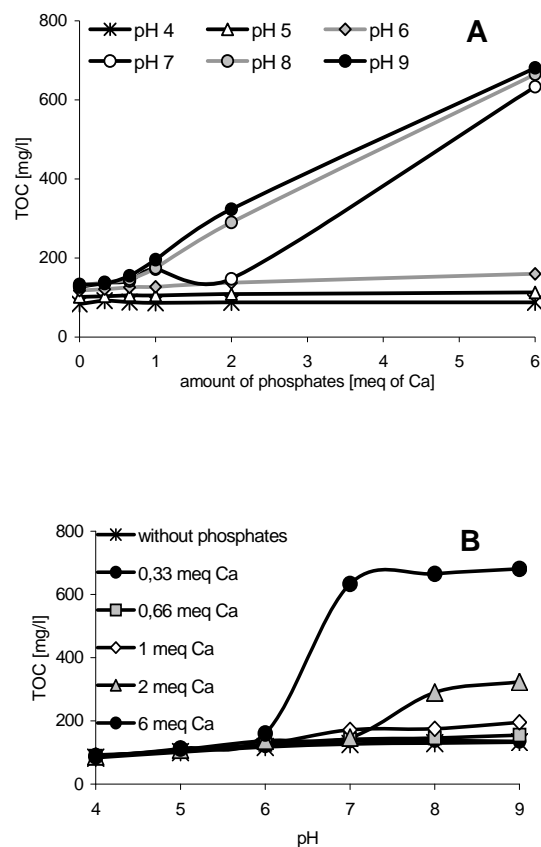 800
pH 4 pH 5 pH 6 A
pH 7 pH 8 pH 9
600
400
200
0
TOC [mg/l]
0 1 2 3 4 5 6
amount of phosphates [meq of Ca]
800
without phosphates B
0,33 meq Ca
600
0,66 meq Ca
1 meq Ca
400
2 meq Ca
200
6 meq Ca
0
TOC [mg/l]
4 5 6 7 8 9
pH